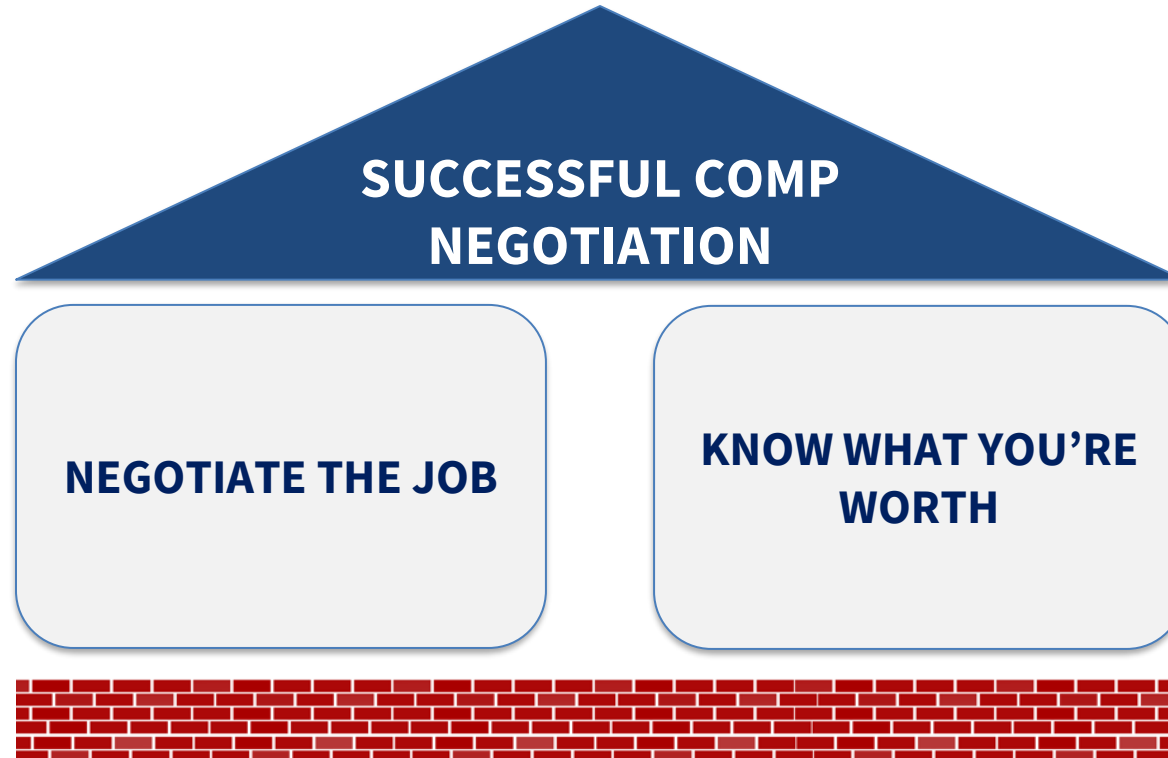 SUCCESSFUL COMP
NEGOTIATION
NEGOTIATE THE JOB
KNOW WHAT YOU’RE
WORTH